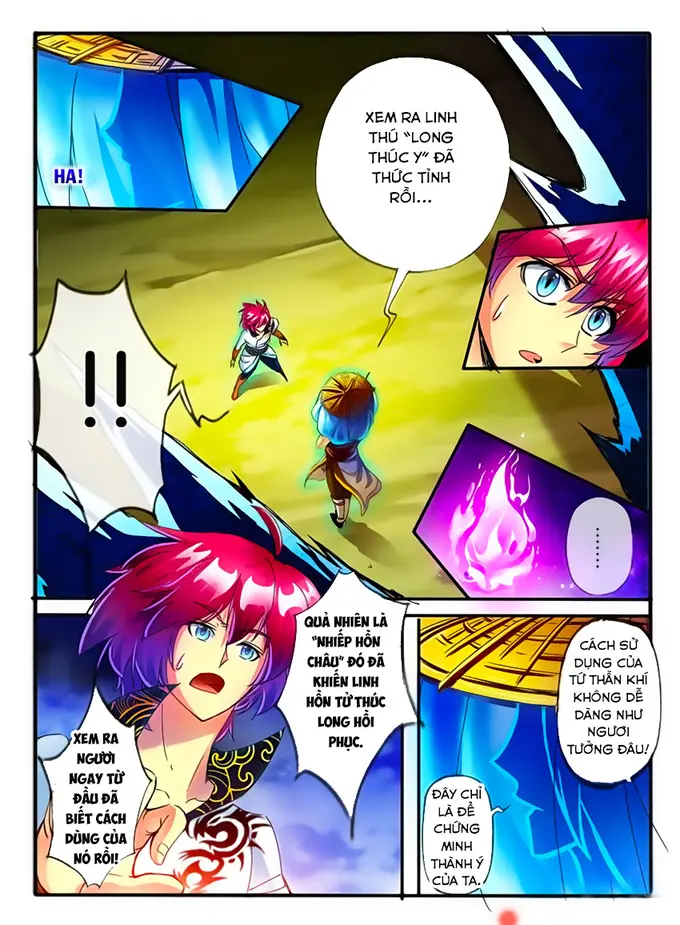 HA!
XEM RA LINH
THÚ "LONG
THÚC Y" ĐÃ
THỨC TỈNH
RỒI...
!!
.......
QUẢ NHIÊN LÀ
"NHIẾP HỒN
CHÂU" ĐÓ ĐÃ
KHIẾN LINH
HỒN TỪ THÚC
LONG HỒI
PHỤC.
XEM RA
NGƯỜI
NGAY TỪ
ĐẦU ĐÃ
BIẾT CÁCH
DÙNG CỦA
NÓ RỒI!
CÁCH SỬ
DỤNG CỦA
TỨ THẦN KHÍ
KHÔNG DỄ
DÀNG NHƯ
NGƯƠI
TƯỞNG ĐÂU!
ĐÂY CHỈ
LÀ ĐỂ
CHỨNG
MINH
THÀNH Ý
CỦA TA.